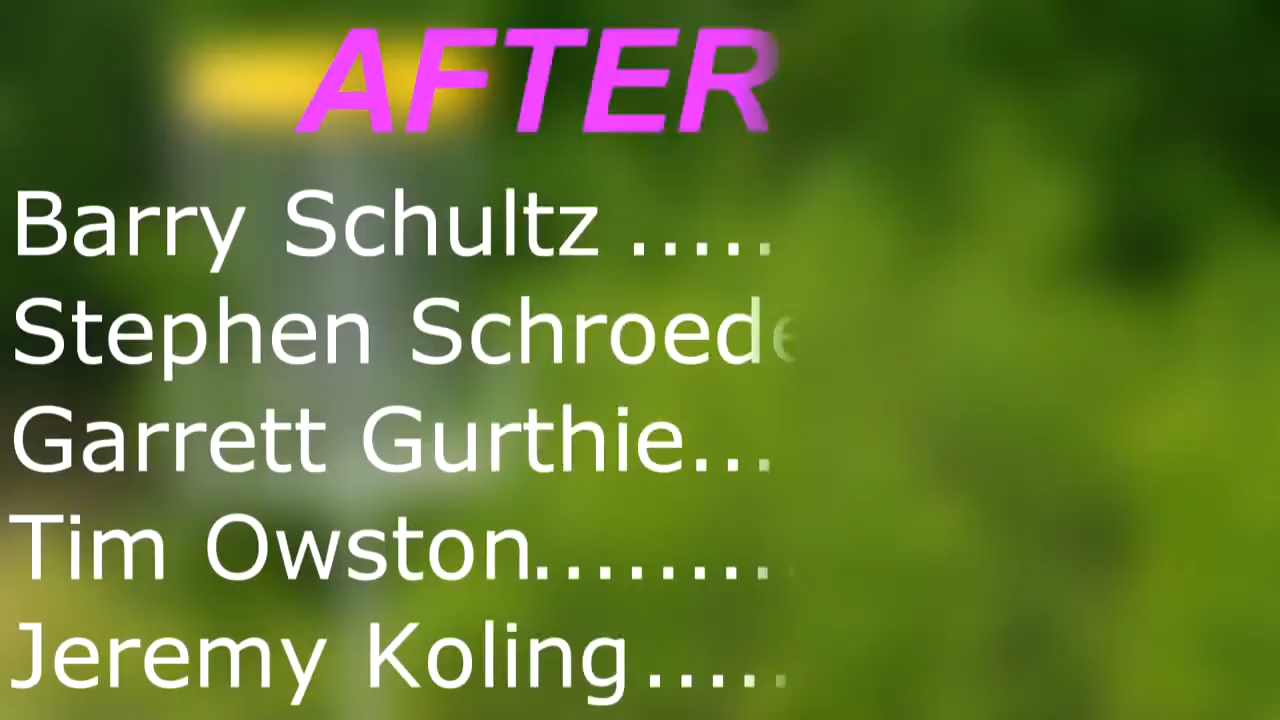 AFTER
Barry Schultz .....
Stephen Schroede
Garrett Gurthie...
Tim Owston.........
Jeremy Koling.....